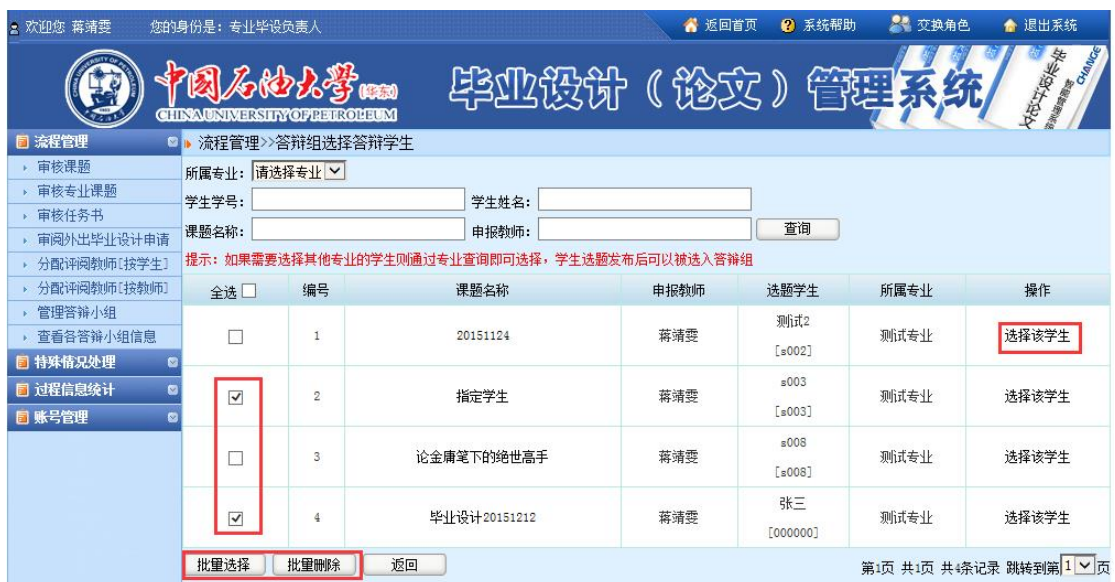 欢迎您 蒋靖雯 您的身份是：专业毕设负责人 返回首页 系统帮助 交换角色 退出系统
中国石油大学(华东) 毕业设计（论文）管理系统
CHINA UNIVERSITY OF PETROLEUM
流程管理
审核课题
审核专业课题
审核任务书
审阅外出毕业设计申请
分配评阅教师[按学生]
分配评阅教师[按教师]
管理答辩小组
查看各答辩小组信息
特殊情况处理
过程信息统计
账号管理
流程管理>>答辩组选择答辩学生
所属专业：请选择专业
学生学号： 学生姓名：
课题名称： 申报教师： 查询
提示：如果需要选择其他专业的学生则通过专业查询即可选择，学生选题发布后可以被选入答辩组
全选 编号 课题名称 申报教师 选题学生 所属专业 操作
1 20151124 蒋靖雯 测试2 [s002] 测试专业 选择该学生
2 指定学生 蒋靖雯 s003 [s003] 测试专业 选择该学生
3 论金庸笔下的绝世高手 蒋靖雯 s008 [s008] 测试专业 选择该学生
4 毕业设计20151212 蒋靖雯 张三 [000000] 测试专业 选择该学生
批量选择 批量删除 返回 第1页 共1页 共4条记录 跳转到第1页